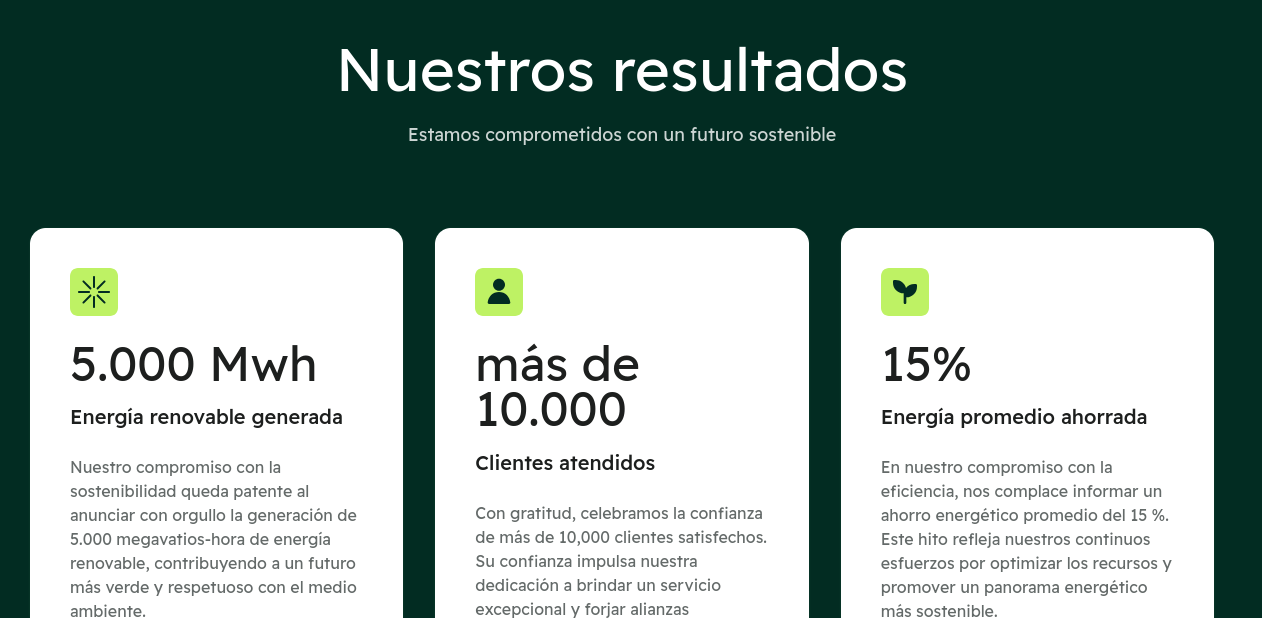 Nuestros resultados
Estamos comprometidos con un futuro sostenible
5.000 Mwh
Energía renovable generada
Nuestro compromiso con la
sostenibilidad queda patente al
anunciar con orgullo la generación de
5.000 megavatios-hora de energía
renovable, contribuyendo a un futuro
más verde y respetuoso con el medio
ambiente.
más de
10.000
Clientes atendidos
Con gratitud, celebramos la confianza
de más de 10,000 clientes satisfechos.
Su confianza impulsa nuestra
dedicación a brindar un servicio
excepcional y forjar alianzas
15%
Energía promedio ahorrada
En nuestro compromiso con la
eficiencia, nos complace informar un
ahorro energético promedio del 15 %.
Este hito refleja nuestros continuos
esfuerzos por optimizar los recursos y
promover un panorama energético
más sostenible.